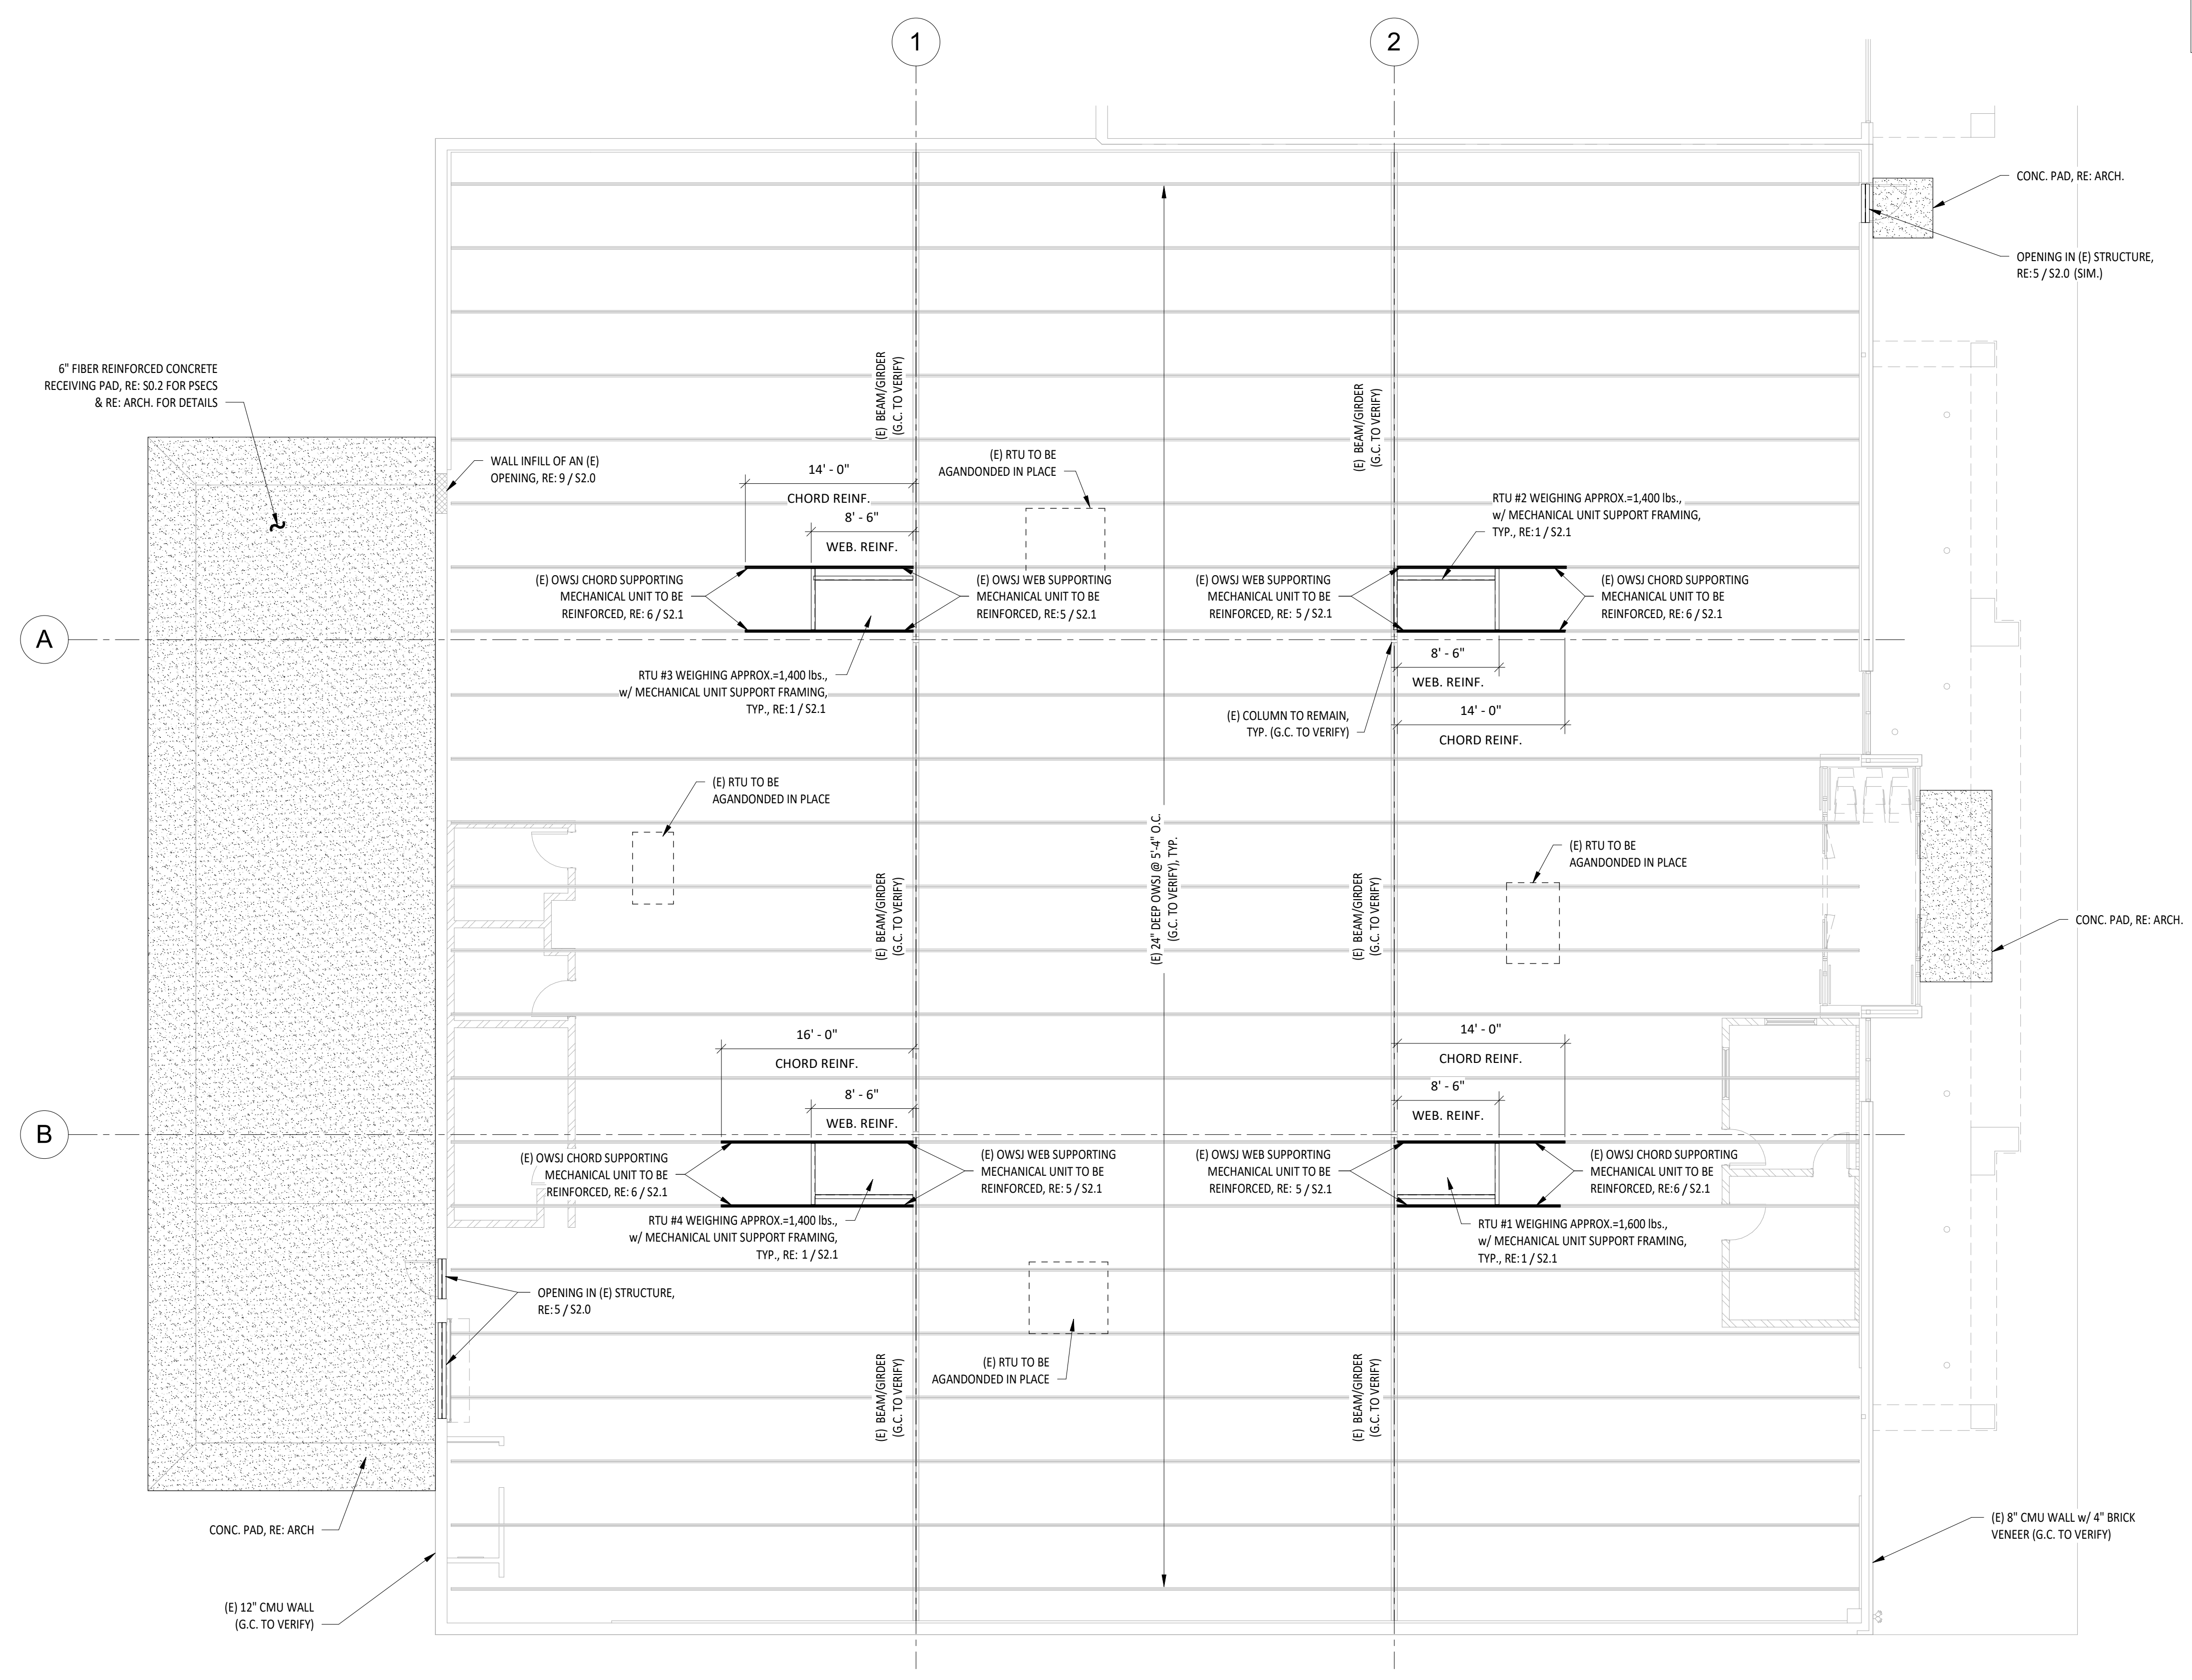 1
2
CONC. PAD, RE: ARCH.
OPENING IN (E) STRUCTURE,
RE: 5 / S2.0 (SIM.)
6" FIBER REINFORCED CONCRETE
RECEIVING PAD, RE: S0.2 FOR PSECS
& RE: ARCH. FOR DETAILS
(E) BEAM/GIRDER
(G.C. TO VERIFY)
(E) BEAM/GIRDER
(G.C. TO VERIFY)
WALL INFILL OF AN (E)
OPENING, RE: 9 / S2.0
14' - 0"
CHORD REINF.
8' - 6"
WEB. REINF.
(E) RTU TO BE
AGANDONDED IN PLACE
RTU #2 WEIGHING APPROX.=1,400 lbs.,
w/ MECHANICAL UNIT SUPPORT FRAMING,
TYP., RE: 1 / S2.1
(E) OWSJ CHORD SUPPORTING
MECHANICAL UNIT TO BE
REINFORCED, RE: 6 / S2.1
(E) OWSJ WEB SUPPORTING
MECHANICAL UNIT TO BE
REINFORCED, RE: 5 / S2.1
(E) OWSJ WEB SUPPORTING
MECHANICAL UNIT TO BE
REINFORCED, RE: 5 / S2.1
(E) OWSJ CHORD SUPPORTING
MECHANICAL UNIT TO BE
REINFORCED, RE: 6 / S2.1
A
RTU #3 WEIGHING APPROX.=1,400 lbs.,
w/ MECHANICAL UNIT SUPPORT FRAMING,
TYP., RE: 1 / S2.1
8' - 6"
WEB. REINF.
14' - 0"
CHORD REINF.
(E) COLUMN TO REMAIN,
TYP. (G.C. TO VERIFY)
(E) RTU TO BE
AGANDONDED IN PLACE
(E) BEAM/GIRDER
(G.C. TO VERIFY)
(E) 24" DEEP OWSJ @ 5'-4" O.C.
(G.C. TO VERIFY), TYP.
(E) BEAM/GIRDER
(G.C. TO VERIFY)
(E) RTU TO BE
AGANDONDED IN PLACE
CONC. PAD, RE: ARCH.
16' - 0"
CHORD REINF.
8' - 6"
WEB. REINF.
14' - 0"
CHORD REINF.
8' - 6"
WEB. REINF.
B
(E) OWSJ CHORD SUPPORTING
MECHANICAL UNIT TO BE
REINFORCED, RE: 6 / S2.1
(E) OWSJ WEB SUPPORTING
MECHANICAL UNIT TO BE
REINFORCED, RE: 5 / S2.1
(E) OWSJ WEB SUPPORTING
MECHANICAL UNIT TO BE
REINFORCED, RE: 5 / S2.1
(E) OWSJ CHORD SUPPORTING
MECHANICAL UNIT TO BE
REINFORCED, RE: 6 / S2.1
RTU #4 WEIGHING APPROX.=1,400 lbs.,
w/ MECHANICAL UNIT SUPPORT FRAMING,
TYP., RE: 1 / S2.1
RTU #1 WEIGHING APPROX.=1,600 lbs.,
w/ MECHANICAL UNIT SUPPORT FRAMING,
TYP., RE: 1 / S2.1
OPENING IN (E) STRUCTURE,
RE: 5 / S2.0
(E) RTU TO BE
AGANDONDED IN PLACE
(E) BEAM/GIRDER
(G.C. TO VERIFY)
(E) BEAM/GIRDER
(G.C. TO VERIFY)
CONC. PAD, RE: ARCH
(E) 8" CMU WALL w/ 4" BRICK
VENEER (G.C. TO VERIFY)
(E) 12" CMU WALL
(G.C. TO VERIFY)